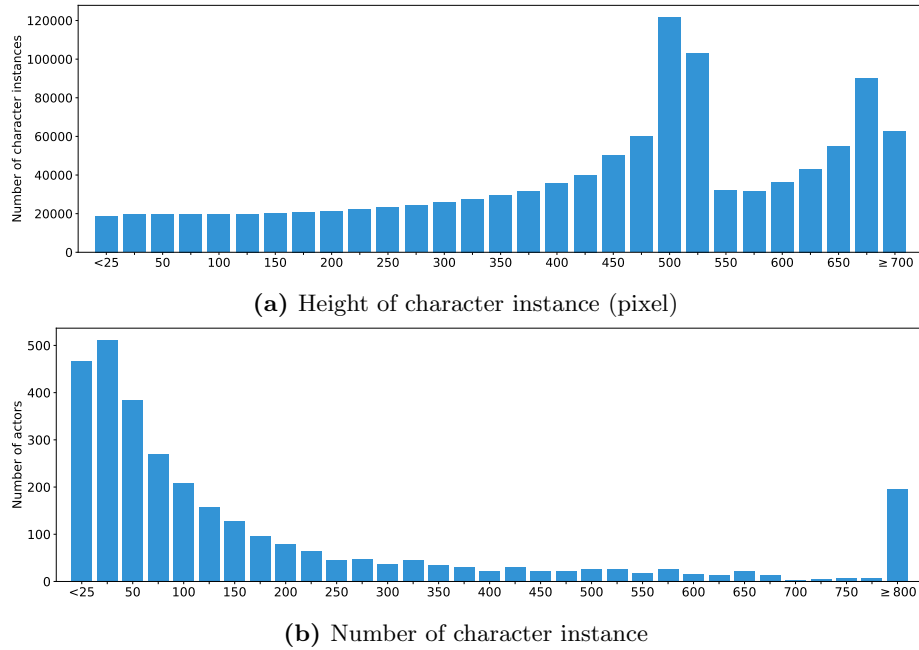 120000
100000
80000
60000
40000
20000
0
Number of character instances
<25 50 100 150 200 250 300 350 400 450 500 550 600 650 ≥ 700
(a) Height of character instance (pixel)
500
400
300
200
100
0
Number of actors
<25 50 100 150 200 250 300 350 400 450 500 550 600 650 700 750 ≥ 800
(b) Number of character instance